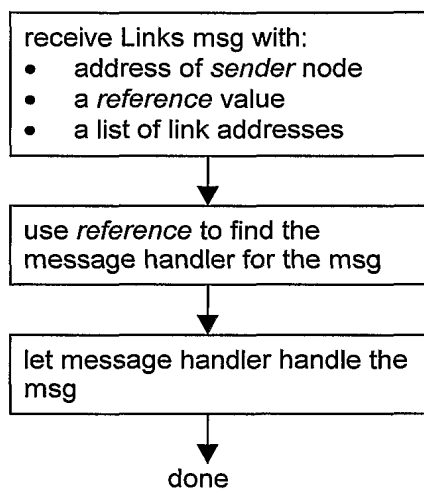 receive Links msg with:
• address of sender node
• a reference value
• a list of link addresses
use reference to find the
message handler for the msg
let message handler handle the
msg
done